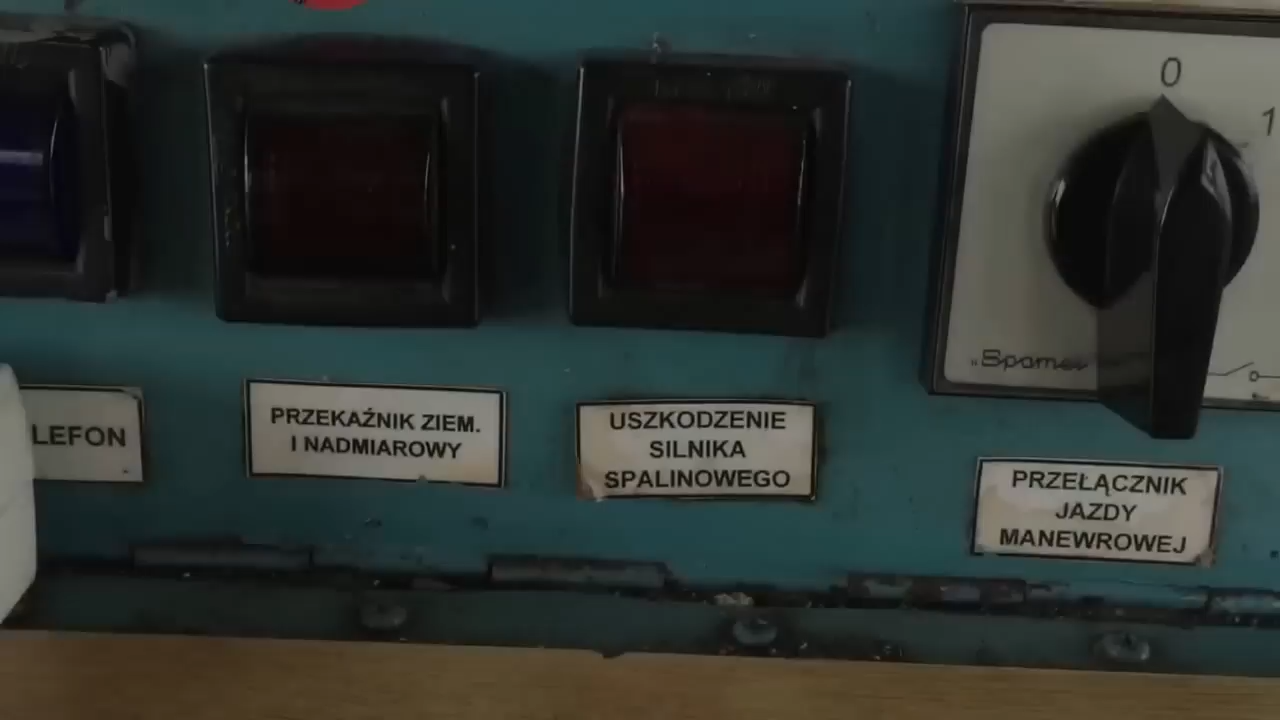 0
1
„Spamel
LEFON
PRZEKAŹNIK ZIEM.
I NADMIAROWY
USZKODZENIE
SILNIKA
SPALINOWEGO
PRZEŁĄCZNIK
JAZDY
MANEWROWEJ